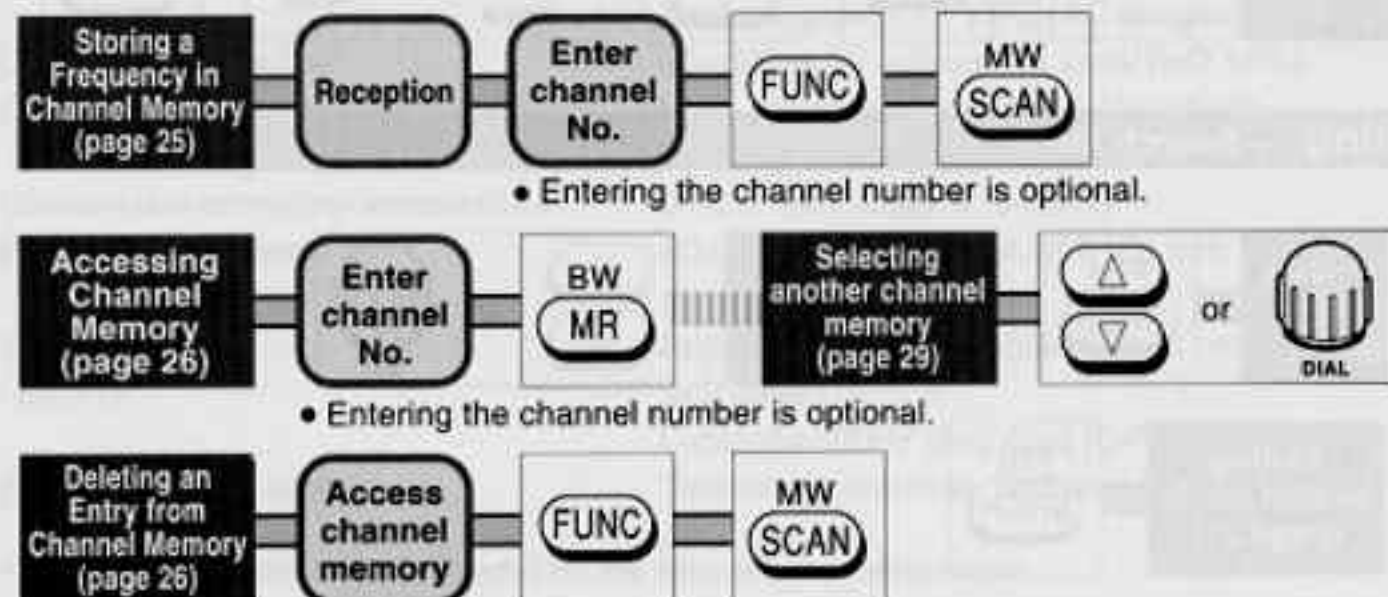 Storing a
Frequency in
Channel Memory
(page 25)
Reception
Enter
channel
No.
FUNC
MW
SCAN
• Entering the channel number is optional.
Accessing
Channel
Memory
(page 26)
Enter
channel
No.
BW
MR
Selecting
another channel
memory
(page 29)
or
DIAL
• Entering the channel number is optional.
Deleting an
Entry from
Channel Memory
(page 26)
Access
channel
memory
FUNC
MW
SCAN